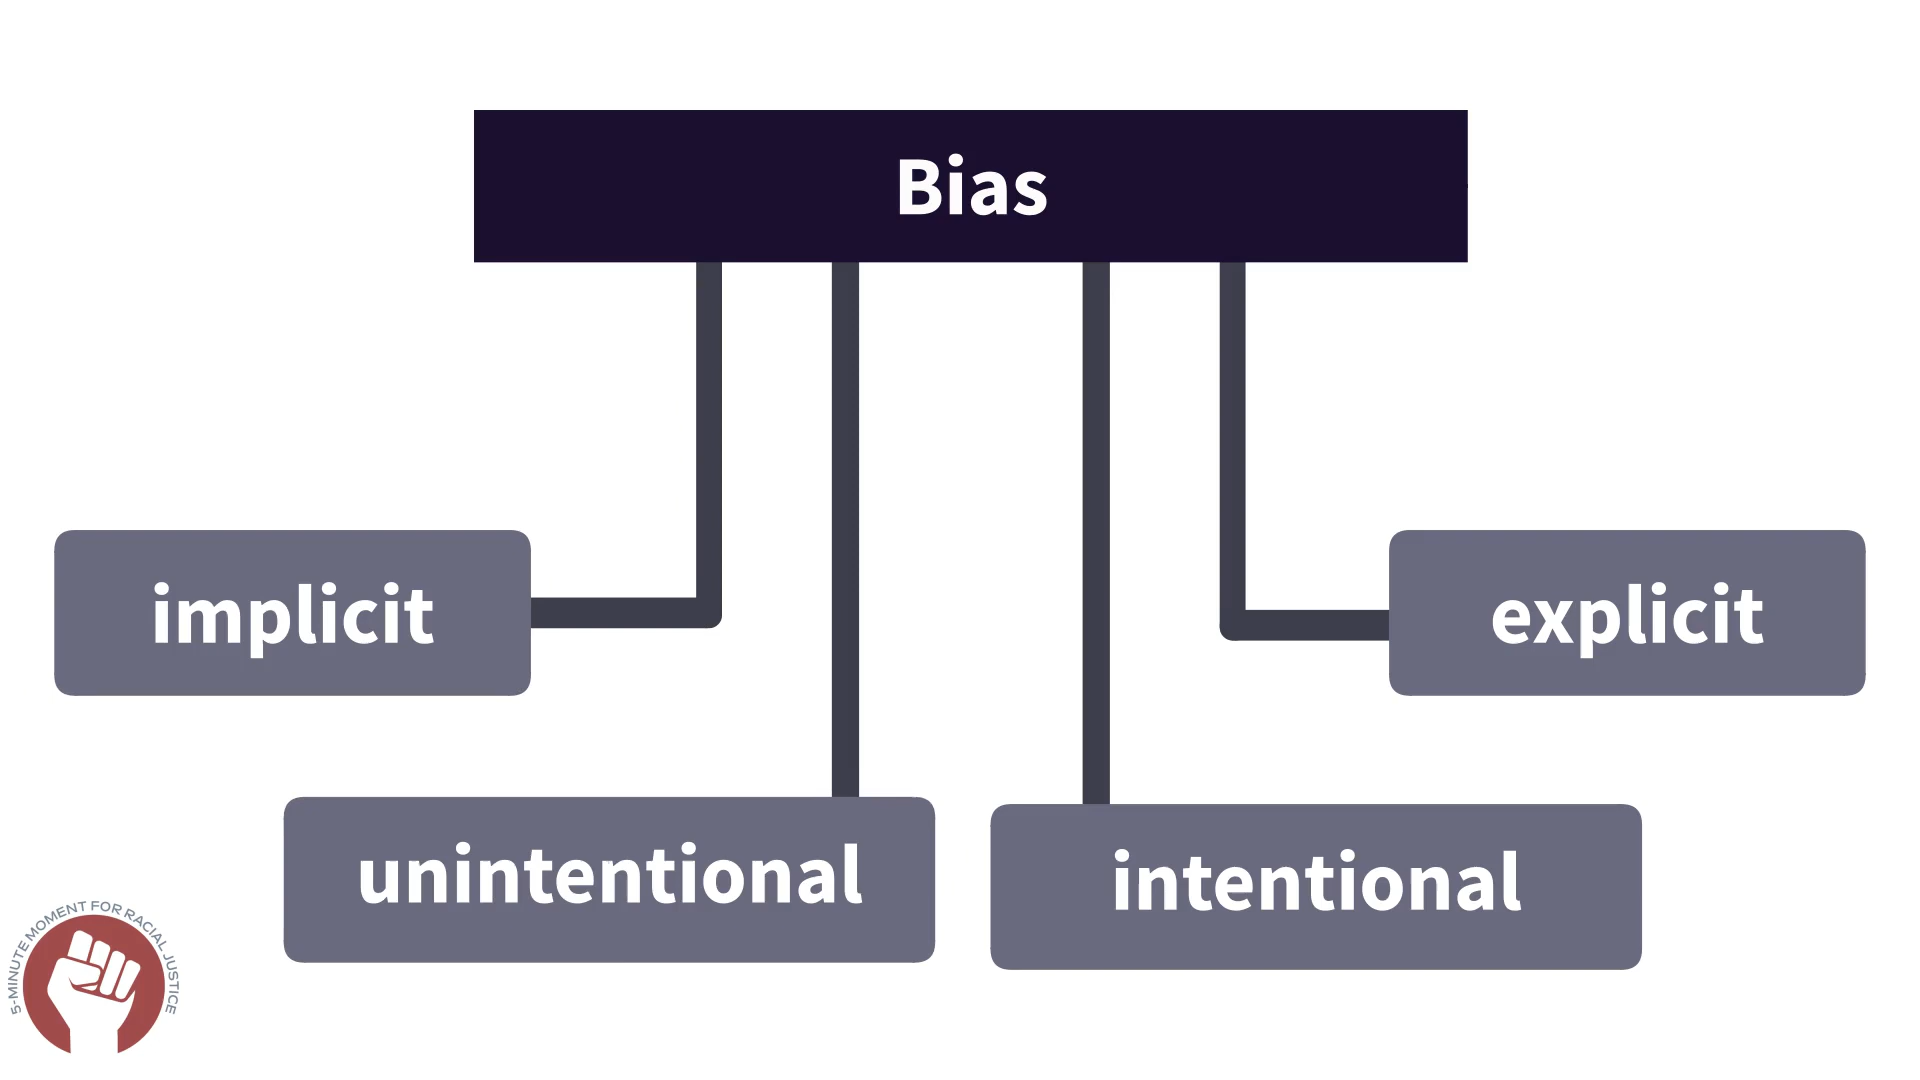 Bias
implicit
explicit
unintentional
intentional
5-MINUTE MOMENT FOR RACIAL JUSTICE